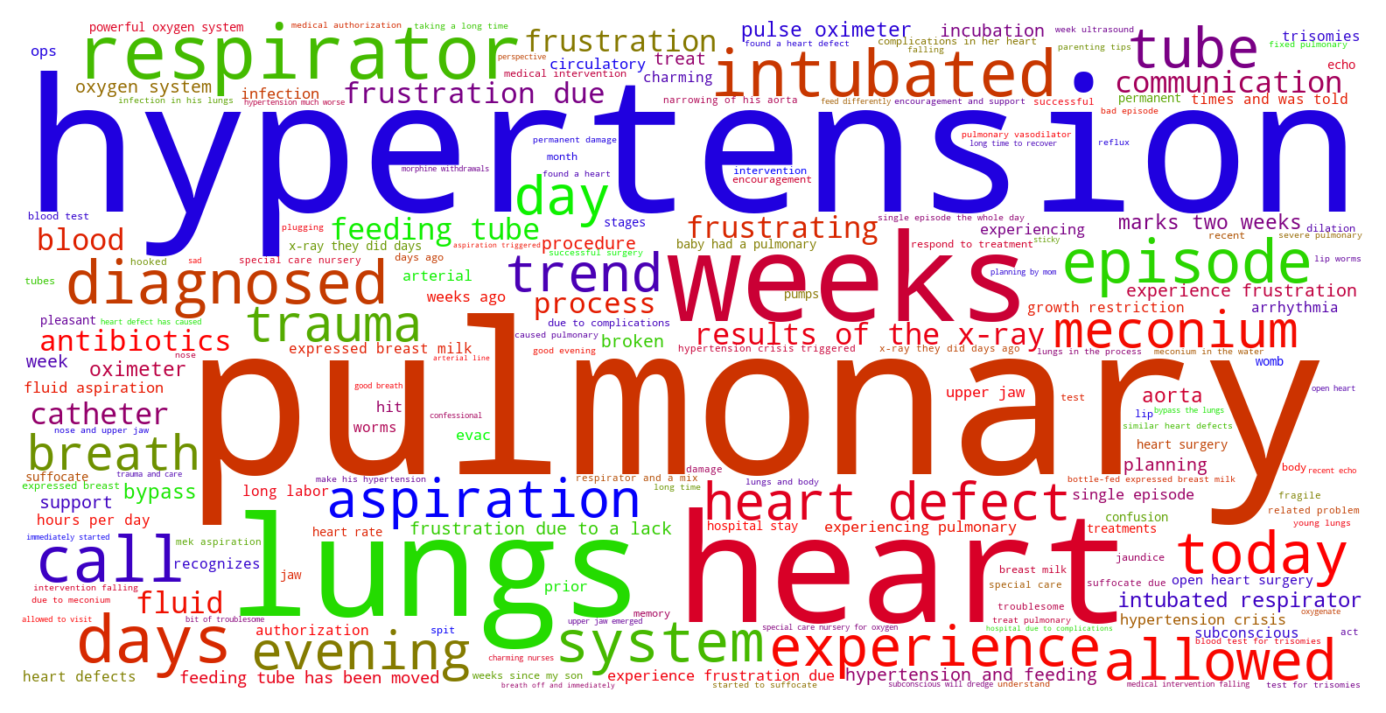 powerful oxygen system
medical authorization
taking a long time
ops
respirator
perspective
frustration
pulse oximeter
found a heart defect
incubation
complications in her heart
falling
week ultrasound
parenting tips
tube
trisomies
fixed pulmonary
oxygen system
infection
infection in his lungs
hypertension much worse
circulatory
medical intervention
frustration due
treat
charming
intubated
narrowing of his aorta
feed differently
encouragement and support
successful
communication
echo
permanent
times and was told
bad episode
hypertension
permanent damage
month
morphine withdrawals
found a heart
pulmonary vasodilator
long time to recover
reflux
intervention
encouragement
blood test
blood
plugging
feeding tube
day
stages
frustrating
single episode the whole day
experiencing
marks two weeks
recent
dilation
hooked
sad
x-ray they did days
aspiration triggered
procedure
successful surgery
baby had a pulmonary
respond to treatment
sticky
severe pulmonary
tubes
special care nursery
days ago
arterial
diagnosed
trend
weeks
planning by mom
episode
lip worms
weeks ago
process
pumps
experience frustration
pleasant
heart defect has caused
trauma
due to complications
caused pulmonary
broken
results of the x-ray
growth restriction
arrhythmia
antibiotics
nose
expressed breast milk
arterial line
good evening
hypertension crisis triggered
x-ray they did days ago
lungs in the process
meconium
meconium in the water
week
oximeter
fluid aspiration
good breath
pulmonary
womb
open heart
catheter
hit
worms
confessional
upper jaw
test
aorta
lip
bypass the lungs
similar heart defects
nose and upper jaw
breath
evac
heart surgery
suffocate
trauma and care
damage
planning
body
recent echo
expressed breast
bypass
make his hypertension
respirator and a mix
long time
lungs and body
bottle-fed expressed breast milk
support
long labor
aspiration
heart defect
single episode
fragile
related problem
hours per day
heart rate
frustration due to a lack
hospital stay
experiencing pulmonary
confusion
treatments
young lungs
immediately started
mek aspiration
call
recognizes
jaw
lungs
prior
heart
breast milk
special care
jaundice
suffocate due
open heart surgery
today
intervention falling
due to meconium
fluid
memory
upper jaw emerged
troublesome
treat pulmonary
intubated respirator
oxygenate
allowed to visit
bit of troublesome
authorization
spit
special care nursery for oxygen
hospital due to complications
hypertension crisis
days
evening
system
experience
subconscious
act
blood test for trisomies
charming nurses
allowed
heart defects
feeding tube has been moved
weeks since my son
breath off and immediately
experience frustration due
started to suffocate
hypertension and feeding
subconscious will dredge
understand
medical intervention falling
test for trisomies